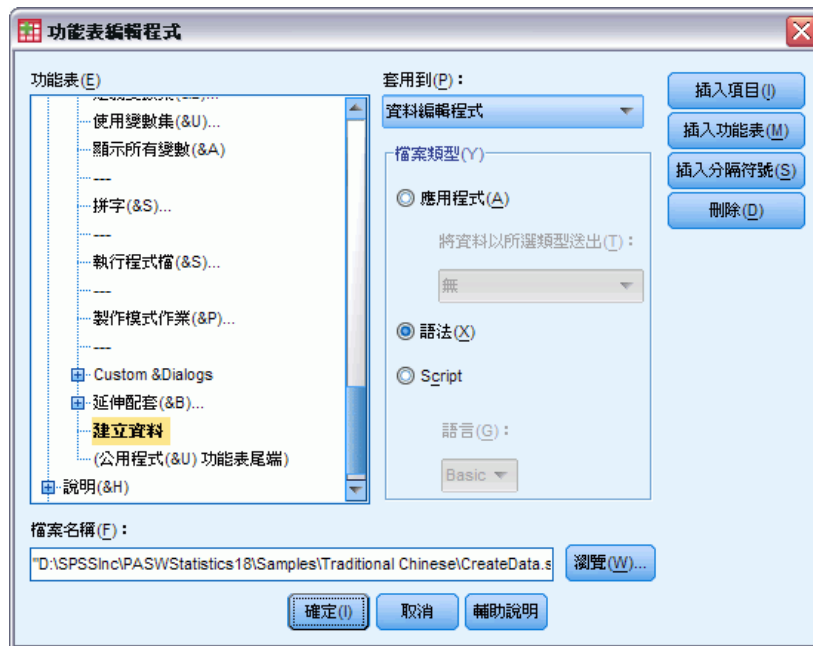 功能表編輯程式
功能表(E)
使用變數集(&U)...
顯示所有變數(&A)
---
拼字(&S)...
---
執行程式檔(&S)...
---
製作模式作業(&P)...
---
Custom &Dialogs
延伸配套(&B)...
建立資料
(公用程式(&U) 功能表尾端)
說明(&H)
套用到(P)：
資料編輯程式
檔案類型(Y)
應用程式(A)
將資料以所選類型送出(T)：
無
語法(X)
Script
語言(G)：
Basic
插入項目(I)
插入功能表(M)
插入分隔符號(S)
刪除(D)
檔案名稱(F)：
"D:\SPSSInc\PASWStatistics18\Samples\Traditional Chinese\CreateData.s
瀏覽(W)...
確定(I)
取消
輔助說明